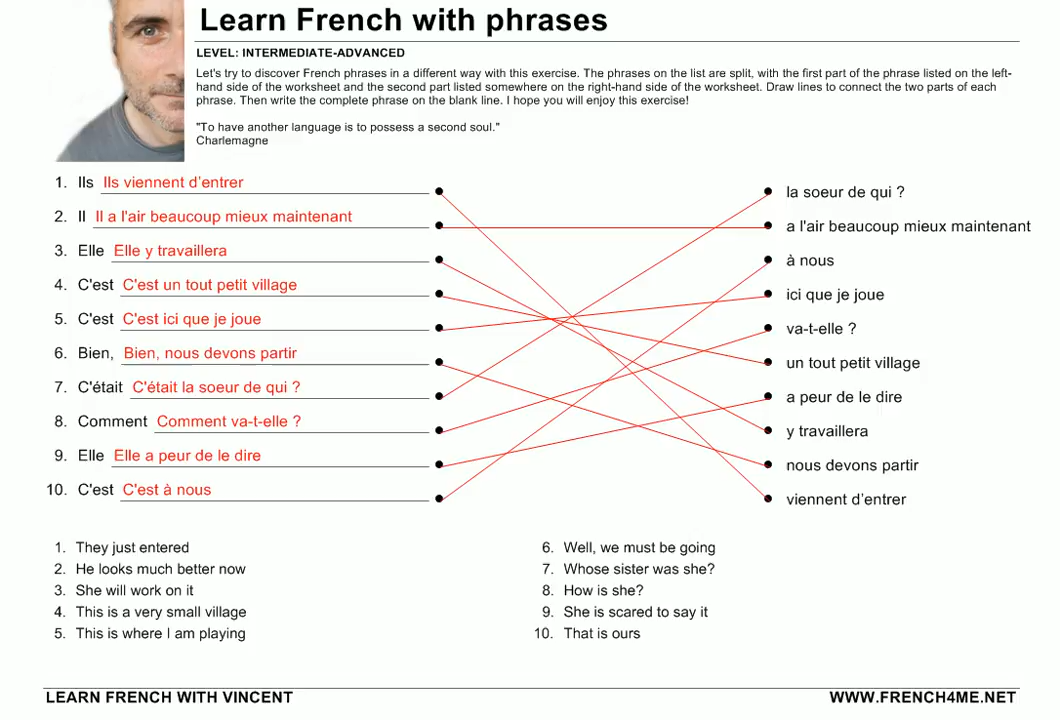 Learn French with phrases
LEVEL: INTERMEDIATE-ADVANCED
Let's try to discover French phrases in a different way with this exercise. The phrases on the list are split, with the first part of the phrase listed on the left-
hand side of the worksheet and the second part listed somewhere on the right-hand side of the worksheet. Draw lines to connect the two parts of each
phrase. Then write the complete phrase on the blank line. I hope you will enjoy this exercise!
"To have another language is to possess a second soul."
Charlemagne
1. Ils Ils viennent d'entrer
2. Il Il a l'air beaucoup mieux maintenant
3. Elle Elle y travaillera
4. C'est C'est un tout petit village
5. C'est C'est ici que je joue
6. Bien, Bien, nous devons partir
7. C'était C'était la soeur de qui ?
8. Comment Comment va-t-elle ?
9. Elle Elle a peur de le dire
10. C'est C'est à nous
la soeur de qui ?
a l'air beaucoup mieux maintenant
à nous
ici que je joue
va-t-elle ?
un tout petit village
a peur de le dire
y travaillera
nous devons partir
viennent d'entrer
1. They just entered
2. He looks much better now
3. She will work on it
4. This is a very small village
5. This is where I am playing
6. Well, we must be going
7. Whose sister was she?
8. How is she?
9. She is scared to say it
10. That is ours
LEARN FRENCH WITH VINCENT
WWW.FRENCH4ME.NET